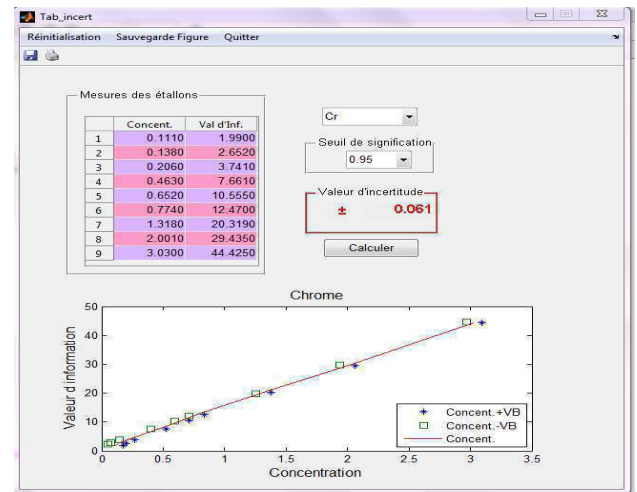 Tab_incert
Réinitialisation Sauvegarde Figure Quitter
Mesures des étallons
Concent. Val d'Inf.
1 0.1110 1.9900
2 0.1380 2.6520
3 0.2060 3.7410
4 0.4630 7.6610
5 0.6520 10.5550
6 0.7740 12.4700
7 1.3180 20.3190
8 2.0010 29.4350
9 3.0300 44.4250
Cr
Seuil de signification
0.95
Valeur d'incertitude
± 0.061
Calculer
Chrome
Valeur d'information
50
40
30
20
10
0
0 0.5 1 1.5 2 2.5 3 3.5
Concentration
Concent.+VB
Concent.-VB
Concent.